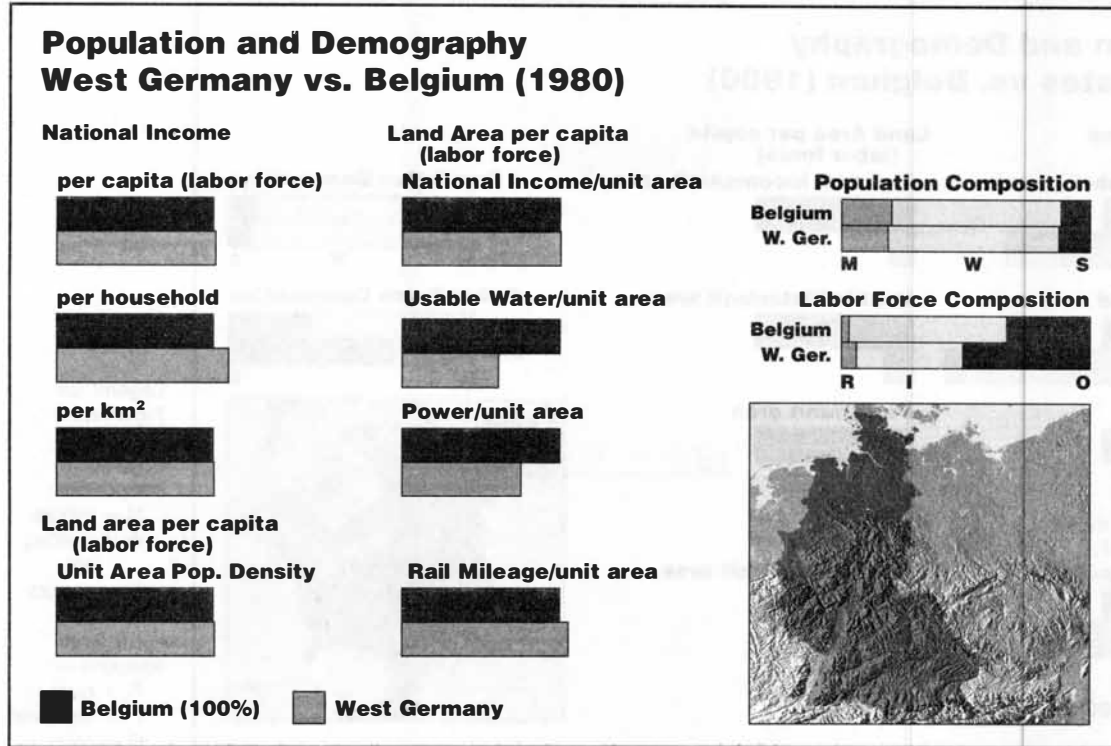 Population and Demography
West Germany vs. Belgium (1980)
National Income
per capita (labor force)
per household
per km²
Land area per capita
(labor force)
Unit Area Pop. Density
Land Area per capita
(labor force)
National Income/unit area
Usable Water/unit area
Power/unit area
Rail Mileage/unit area
Population Composition
Belgium
W. Ger.
M W S
Labor Force Composition
Belgium
W. Ger.
R I O
Belgium (100%)
West Germany